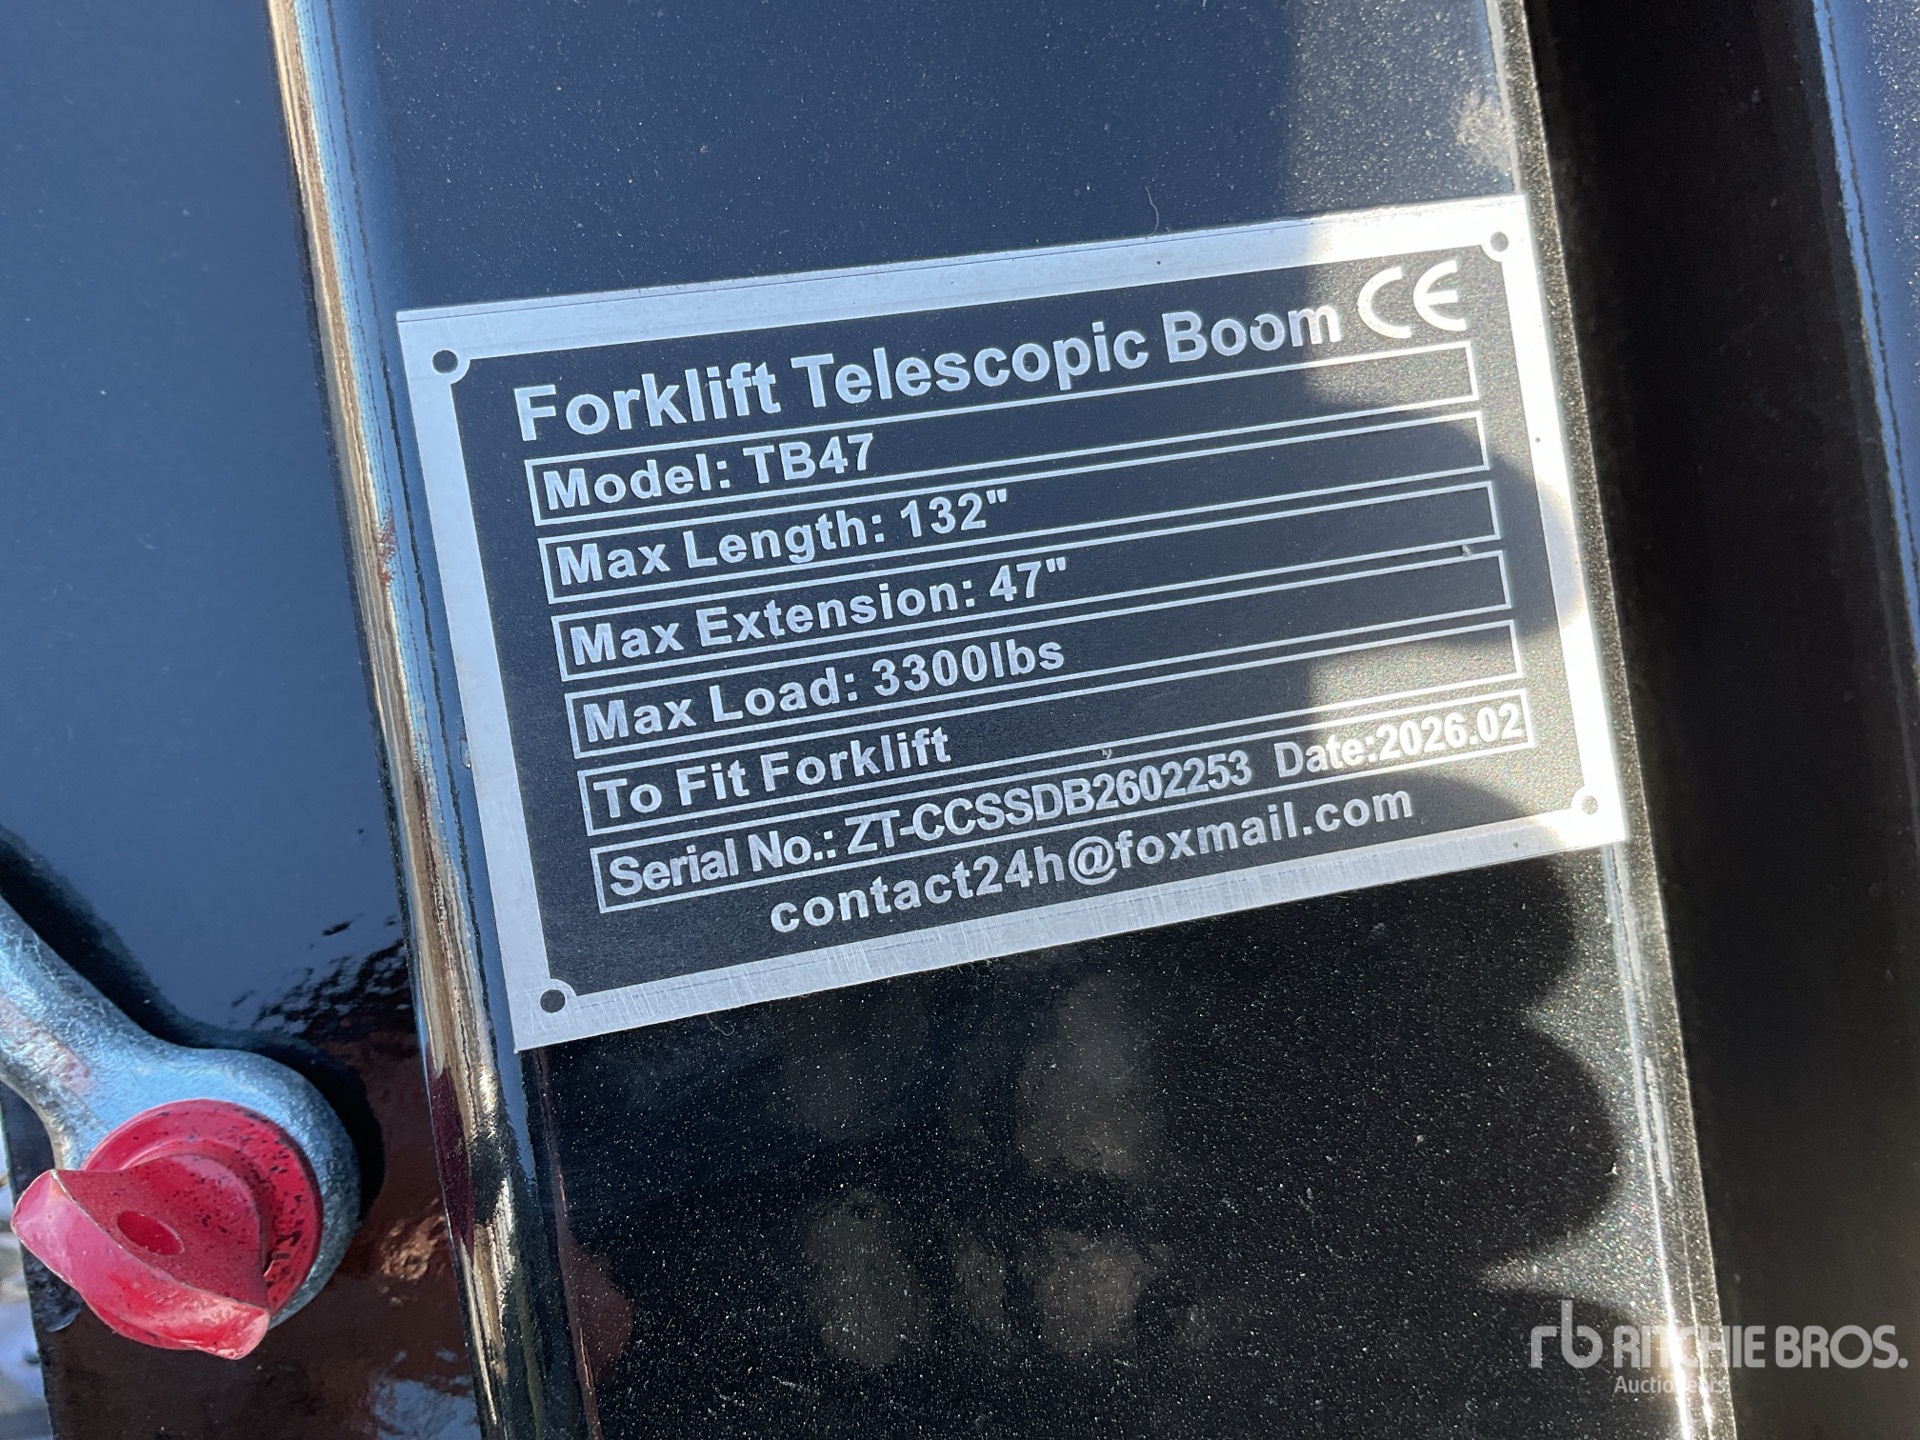 Forklift Telescopic Boom CE
Model: TB47
Max Length: 132"
Max Extension: 47"
Max Load: 3300lbs
To Fit Forklift
Serial No.: ZT-CCSSDB2602253 Date:2026.02
contact24h@foxmail.com
rb RITCHIE BROS.
Auctioneers